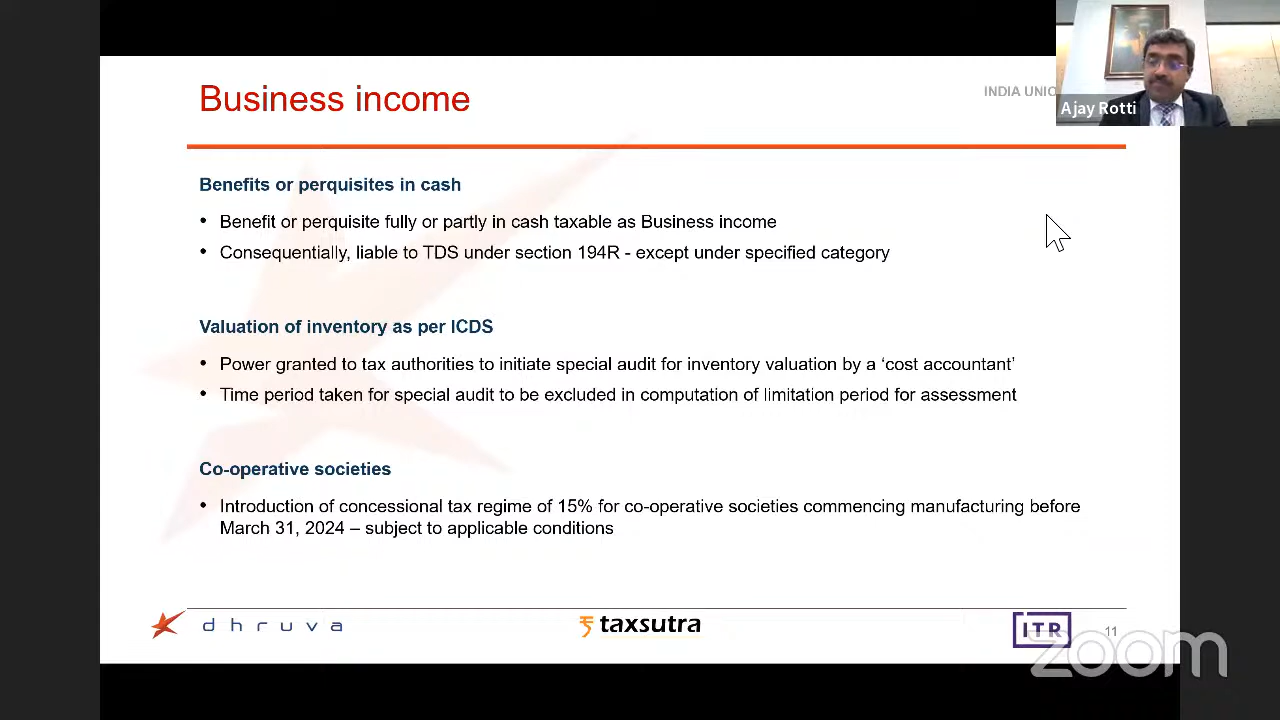 Business income
INDIA UNIO
Ajay Rotti
Benefits or perquisites in cash
• Benefit or perquisite fully or partly in cash taxable as Business income
• Consequentially, liable to TDS under section 194R - except under specified category
Valuation of inventory as per ICDS
• Power granted to tax authorities to initiate special audit for inventory valuation by a ‘cost accountant’
• Time period taken for special audit to be excluded in computation of limitation period for assessment
Co-operative societies
• Introduction of concessional tax regime of 15% for co-operative societies commencing manufacturing before
March 31, 2024 – subject to applicable conditions
dhruva
taxsutra
ITR
11
zoom